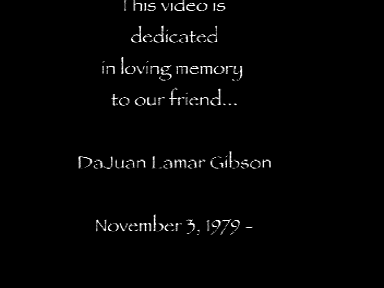 This video is
dedicated
in loving memory
to our friend...
DaJuan Lamar Gibson
November 3, 1979 -